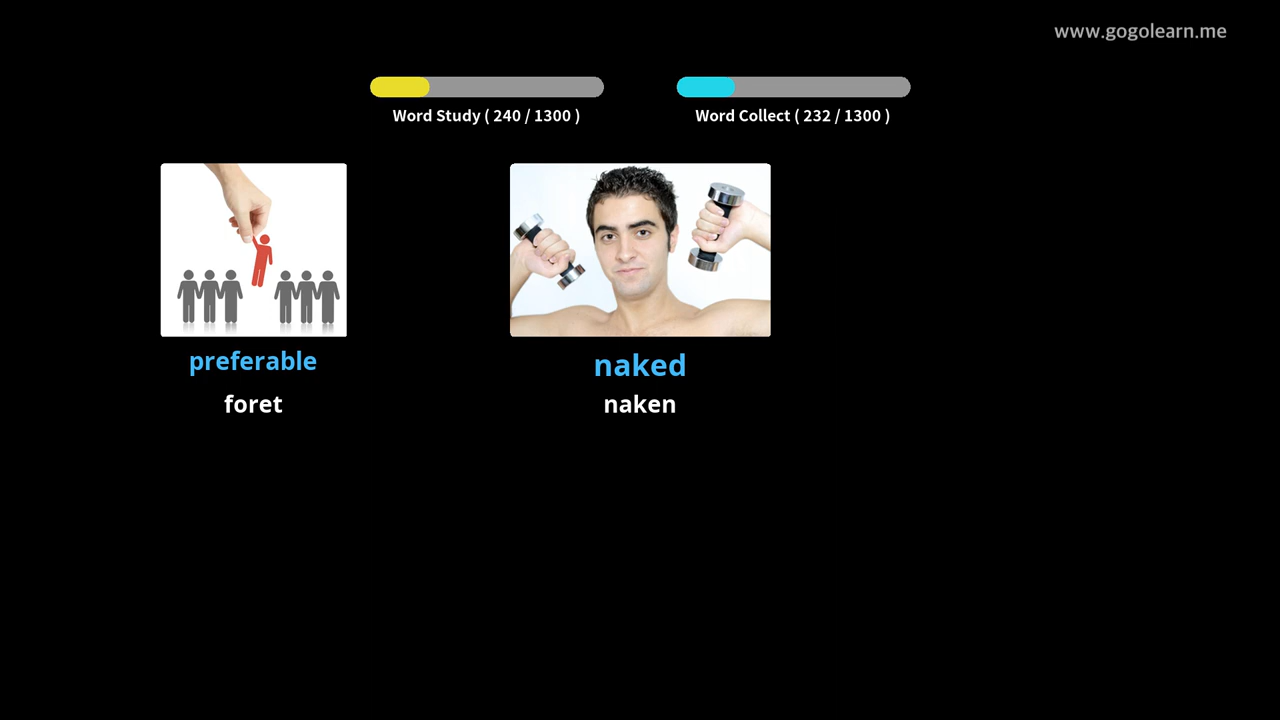 www.gogolearn.me
Word Study ( 240 / 1300 )
Word Collect ( 232 / 1300 )
preferable
naked
foret
naken